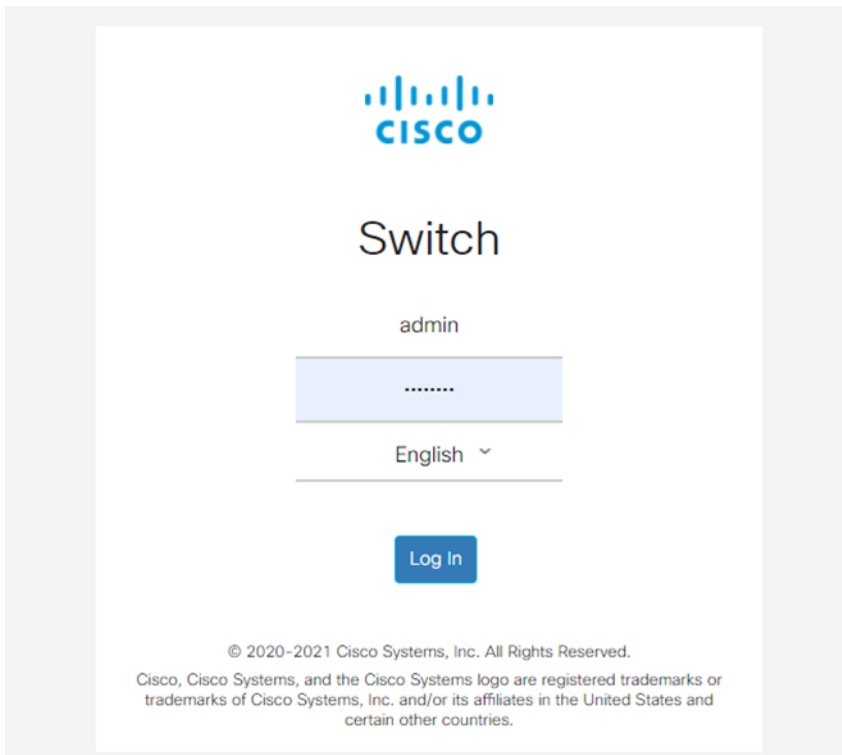 CISCO
Switch
admin
········
English
Log In
© 2020-2021 Cisco Systems, Inc. All Rights Reserved.
Cisco, Cisco Systems, and the Cisco Systems logo are registered trademarks or
trademarks of Cisco Systems, Inc. and/or its affiliates in the United States and
certain other countries.